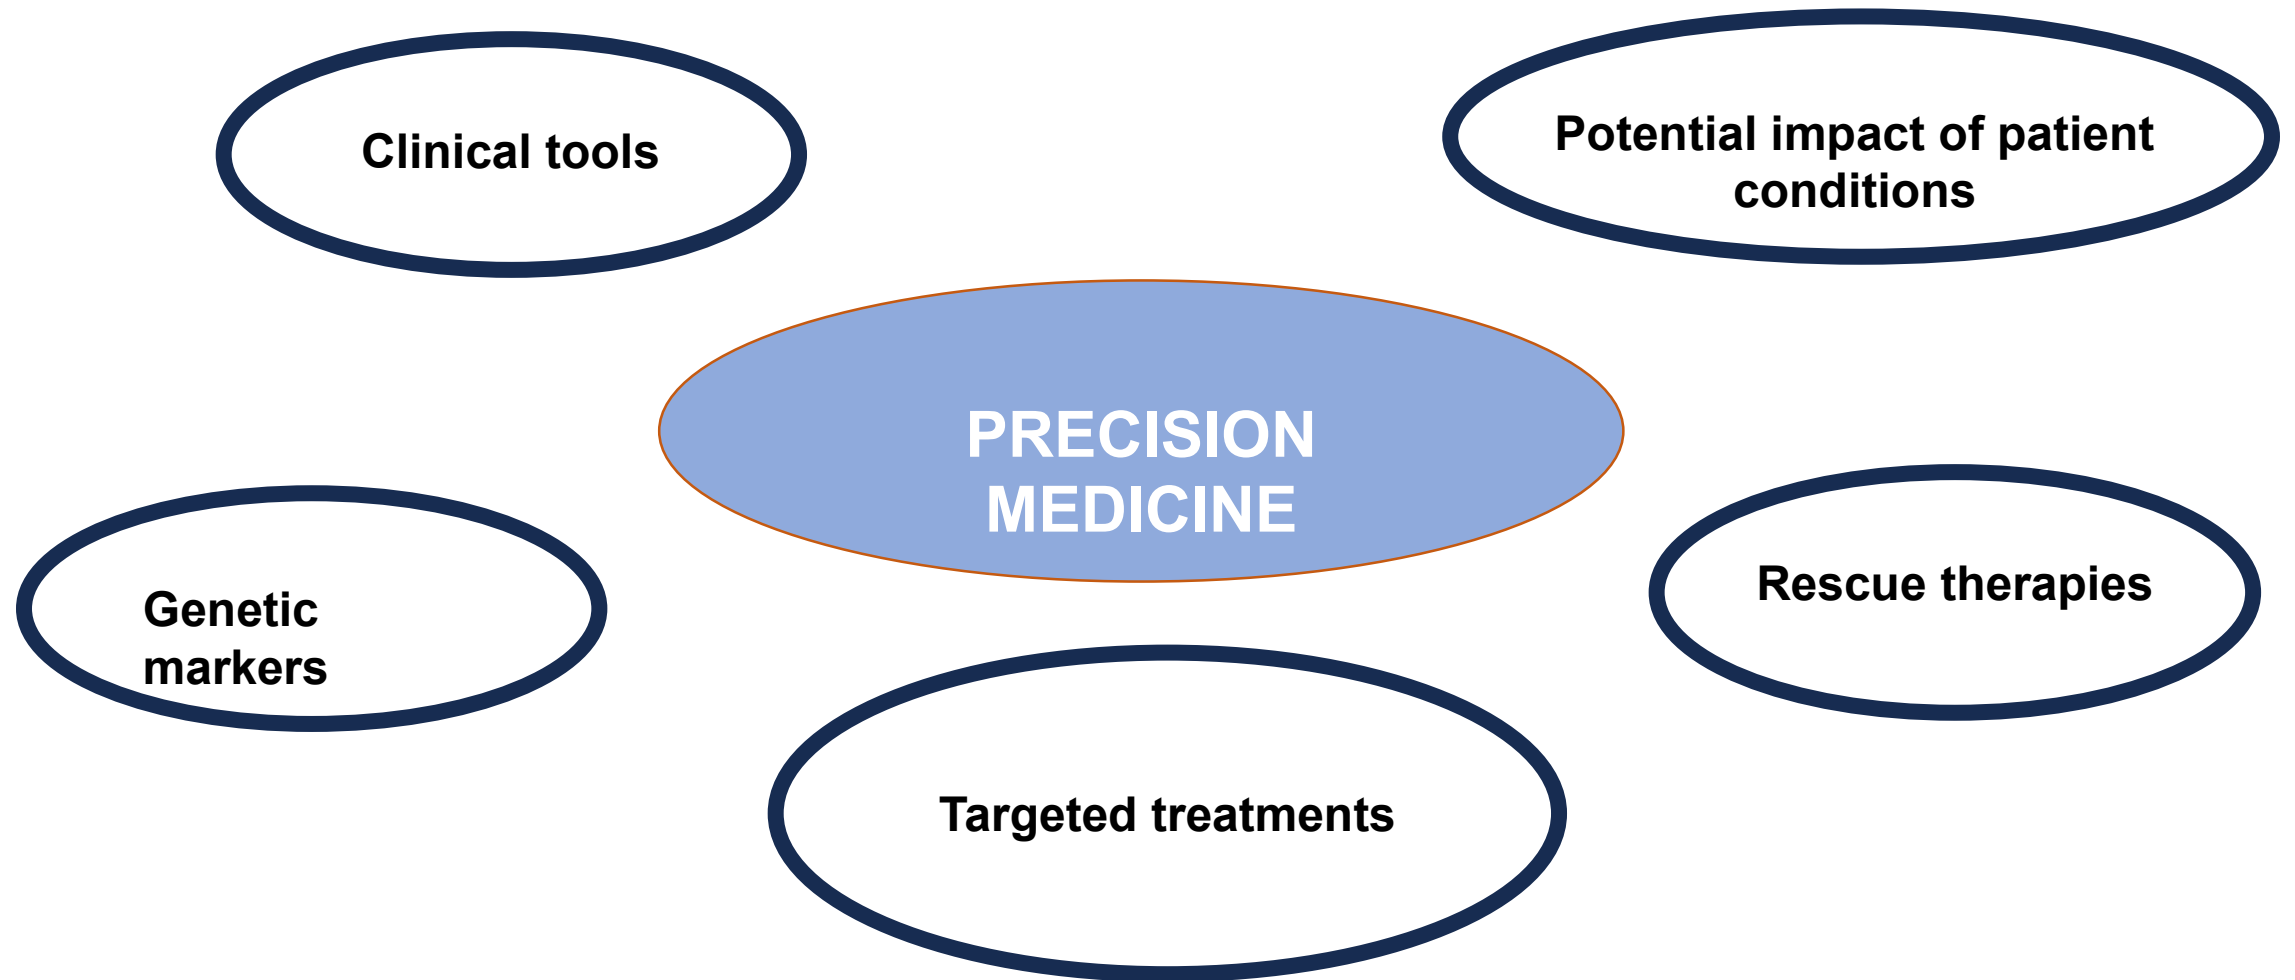 Clinical tools
Potential impact of patient
conditions
PRECISION
MEDICINE
Genetic
markers
Rescue therapies
Targeted treatments